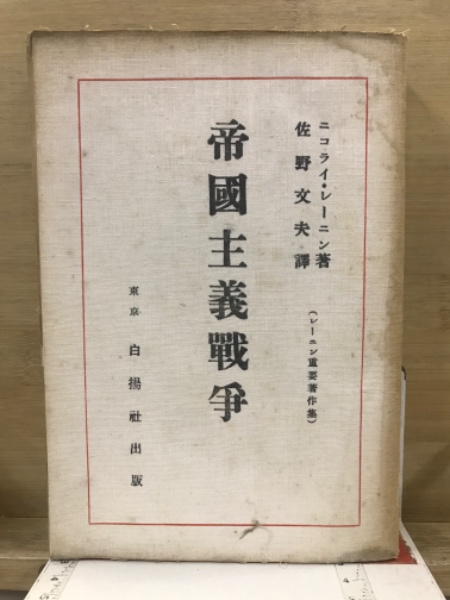 ニコライ・レーニン著
佐野文夫譯
(レーニン重要著作集)
帝國主義戰爭
東京 白揚社出版